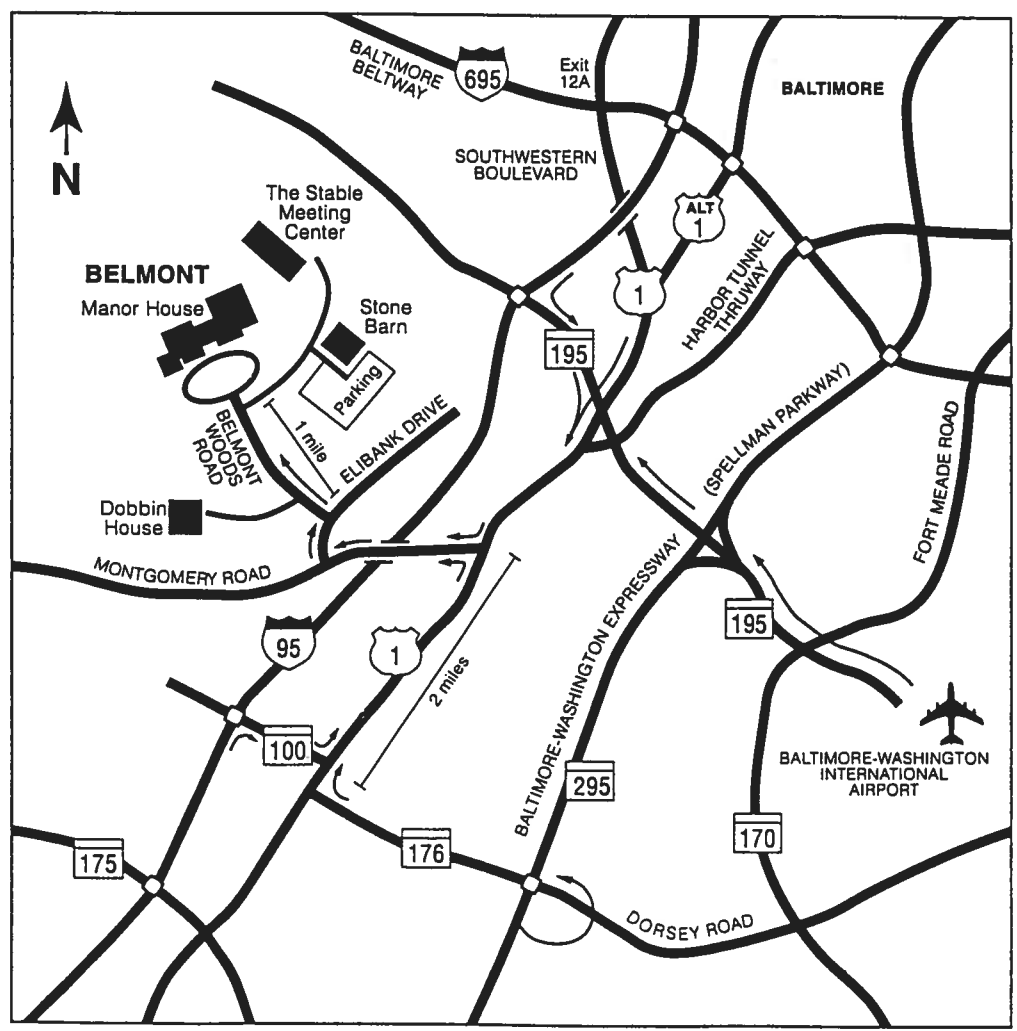 BALTIMORE
BELTWAY
695
Exit
12A
BALTIMORE
N
SOUTHWESTERN
BOULEVARD
The Stable
Meeting
Center
ALT
1
BELMONT
Manor House
Stone
Barn
1
HARBOR TUNNEL
THRUWAY
195
Parking
(SPELLMAN PARKWAY)
BELMONT
WOODS
ROAD
1 mile
ELIBANK DRIVE
FORT MEADE ROAD
Dobbin
House
MONTGOMERY ROAD
195
95
1
2 miles
BALTIMORE-WASHINGTON EXPRESSWAY
100
BALTIMORE-WASHINGTON
INTERNATIONAL
AIRPORT
295
175
176
170
DORSEY ROAD